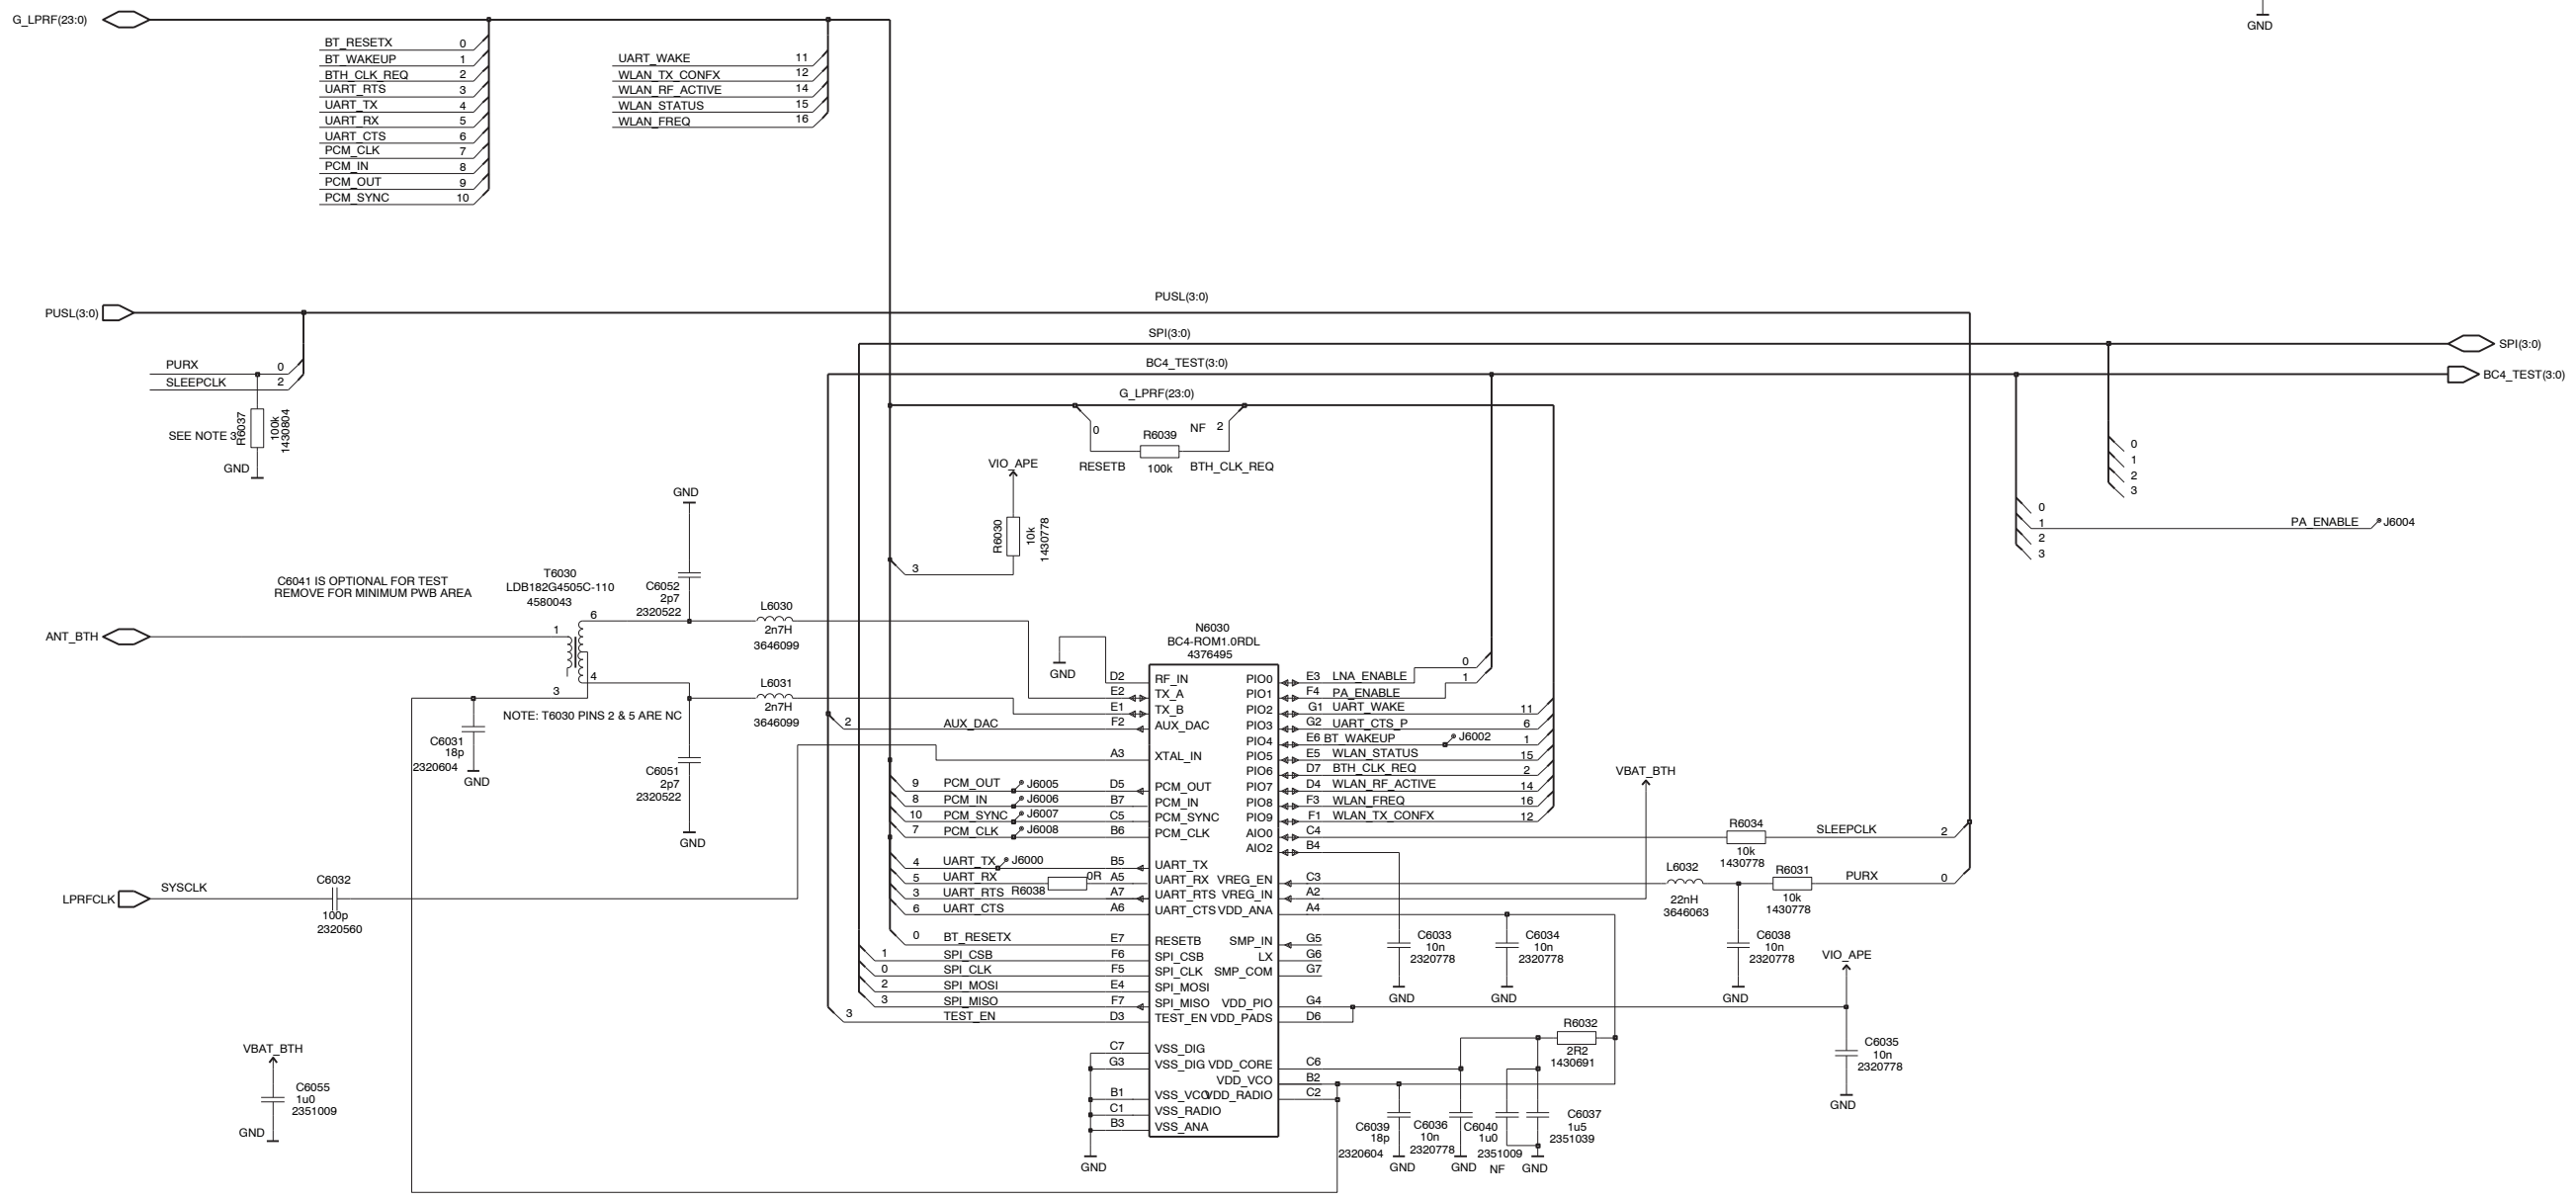 G_LPRF(23:0)
GND
BT_RESETX 0
BT_WAKEUP 1
BTH_CLK_REQ 2
UART_RTS 3
UART_TX 4
UART_RX 5
UART_CTS 6
PCM_CLK 7
PCM_IN 8
PCM_OUT 9
PCM_SYNC 10
UART_WAKE 11
WLAN_TX_CONFX 12
WLAN_RF_ACTIVE 14
WLAN_STATUS 15
WLAN_FREQ 16
PUSL(3:0)
PUSL(3:0)
SPI(3:0)
SPI(3:0)
BC4_TEST(3:0)
BC4_TEST(3:0)
PURX 0
SLEEPCLK 2
SEE NOTE 3
R6037
100k
1430804
GND
G_LPRF(23:0)
0
R6039
NF 2
RESETB
100k
BTH_CLK_REQ
VIO_APE
R6030
10k
1430778
3
0
1
2
3
0
1
2
3
PA_ENABLE
J6004
C6041 IS OPTIONAL FOR TEST
REMOVE FOR MINIMUM PWB AREA
T6030
LDB182G4505C-110
4580043
GND
C6052
2p7
2320522
L6030
2n7H
3646099
ANT_BTH
1
6
4
3
L6031
2n7H
3646099
NOTE: T6030 PINS 2 & 5 ARE NC
C6031
18p
2320604
GND
C6051
2p7
2320522
GND
LPRFCLK
SYSCLK
C6032
100p
2320560
VBAT_BTH
C6055
1u0
2351009
GND
N6030
BC4-ROM1.0RDL
4376495
GND
D2 RF_IN
E2 TX_A
E1 TX_B
2 AUX_DAC F2 AUX_DAC
A3 XTAL_IN
9 PCM_OUT J6005 D5 PCM_OUT
8 PCM_IN J6006 B7 PCM_IN
10 PCM_SYNC J6007 C5 PCM_SYNC
7 PCM_CLK J6008 B6 PCM_CLK
4 UART_TX J6000 B5 UART_TX
5 UART_RX R6038 0R A5 UART_RX
3 UART_RTS A7 UART_RTS
6 UART_CTS A6 UART_CTS
0 BT_RESETX E7 RESETB
1 SPI_CSB F6 SPI_CSB
0 SPI_CLK F5 SPI_CLK
2 SPI_MOSI E4 SPI_MOSI
3 SPI_MISO F7 SPI_MISO
3 TEST_EN D3 TEST_EN
C7 VSS_DIG
G3 VSS_DIG
B1 VSS_VCO
C1 VSS_RADIO
B3 VSS_ANA
GND
PIO0 E3 LNA_ENABLE 0
PIO1 F4 PA_ENABLE 1
PIO2 G1 UART_WAKE 11
PIO3 G2 UART_CTS_P 6
PIO4 E6 BT_WAKEUP J6002 1
PIO5 E5 WLAN_STATUS 15
PIO6 D7 BTH_CLK_REQ 2
PIO7 D4 WLAN_RF_ACTIVE 14
PIO8 F3 WLAN_FREQ 16
PIO9 F1 WLAN_TX_CONFX 12
AIO0 C4
AIO2 B4
VREG_EN C3
VREG_IN A2
VDD_ANA A4
SMP_IN G5
LX G6
SMP_COM G7
VDD_PIO G4
VDD_PADS D6
VDD_CORE C6
VDD_VCO B2
VDD_RADIO C2
VBAT_BTH
R6034
10k
1430778
SLEEPCLK 2
L6032
22nH
3646063
R6031
10k
1430778
PURX 0
C6033
10n
2320778
GND
C6034
10n
2320778
GND
C6038
10n
2320778
GND
VIO_APE
C6035
10n
2320778
GND
R6032
2R2
1430691
C6039
18p
2320604
GND
C6036
10n
2320778
GND
C6040
1u0
2351009
NF
C6037
1u5
2351039
GND